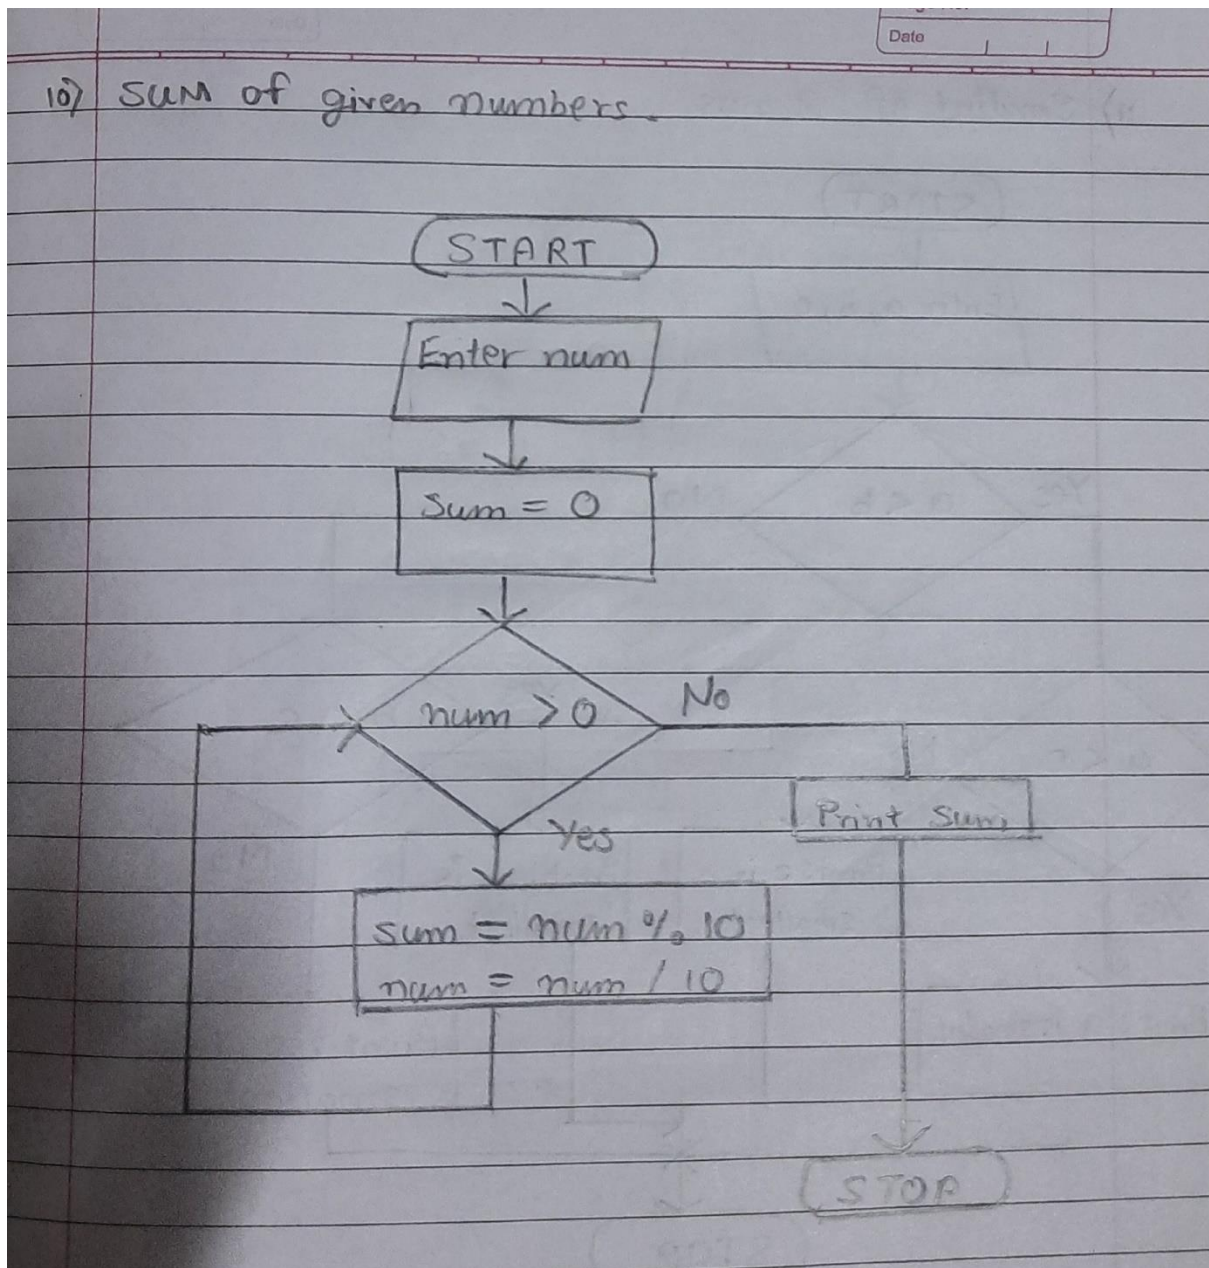 Date
10) SUM of given numbers.
START
Enter num
Sum = 0
num > 0
No
Yes
Print Sum
sum = num % 10
num = num / 10
STOP